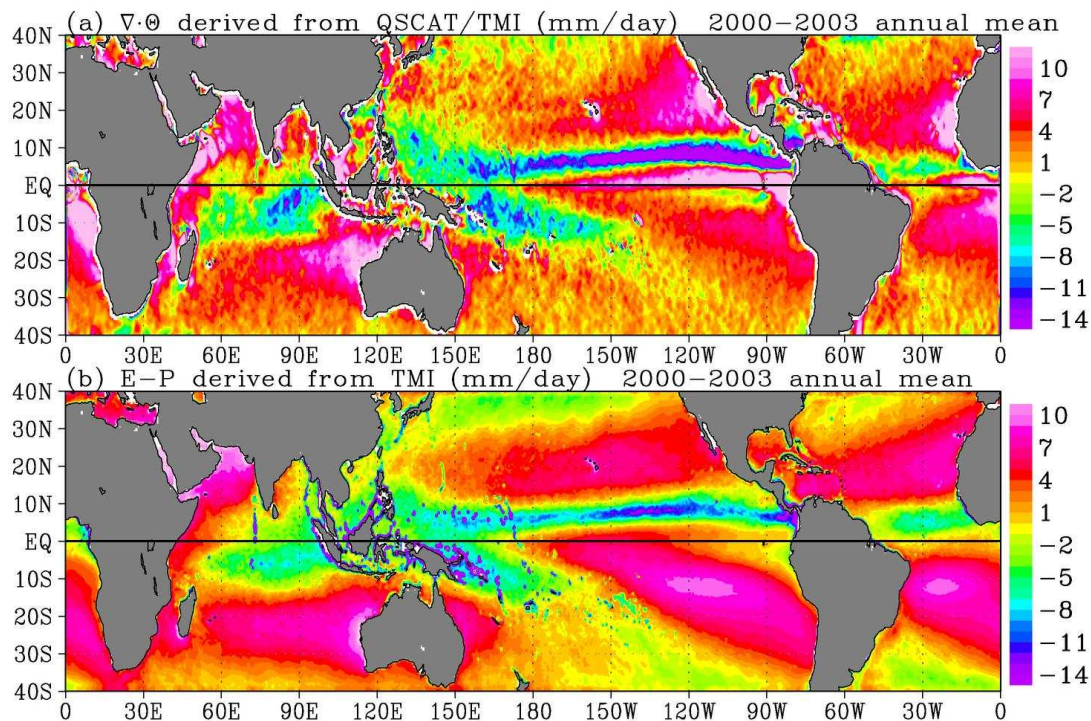 (a) ∇·Θ derived from QSCAT/TMI (mm/day) 2000−2003 annual mean
40N
30N
20N
10N
EQ
10S
20S
30S
40S
0 30E 60E 90E 120E 150E 180 150W 120W 90W 60W 30W 0
10
7
4
1
−2
−5
−8
−11
−14
(b) E−P derived from TMI (mm/day) 2000−2003 annual mean
40N
30N
20N
10N
EQ
10S
20S
30S
40S
0 30E 60E 90E 120E 150E 180 150W 120W 90W 60W 30W 0
10
7
4
1
−2
−5
−8
−11
−14